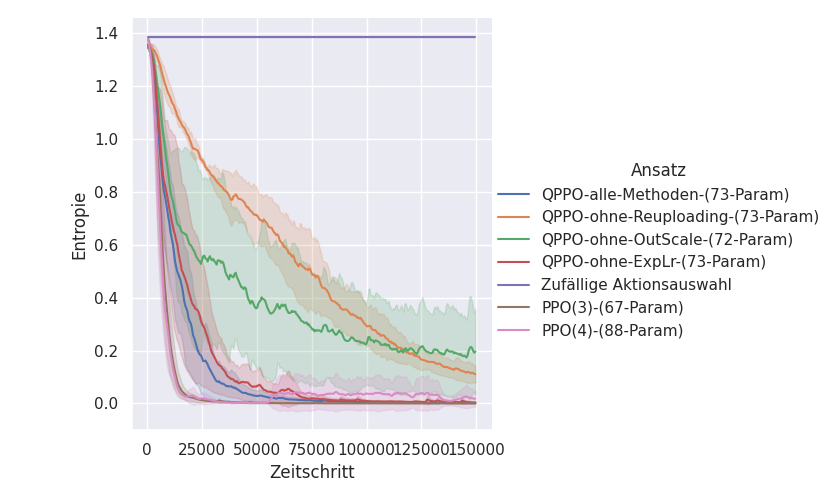 1.4
1.2
1.0
0.8
0.6
0.4
0.2
0.0
Entropie
0 25000 50000 75000 100000 125000 150000
Zeitschritt
Ansatz
QPPO-alle-Methoden-(73-Param)
QPPO-ohne-Reuploading-(73-Param)
QPPO-ohne-OutScale-(72-Param)
QPPO-ohne-ExpLr-(73-Param)
Zufällige Aktionsauswahl
PPO(3)-(67-Param)
PPO(4)-(88-Param)